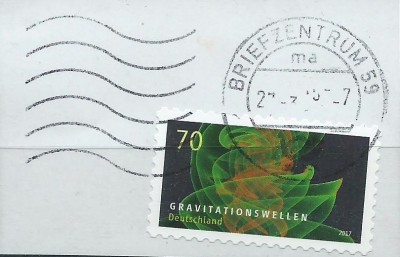 BRIEFZENTRUM 59
ma
70
GRAVITATIONSWELLEN
Deutschland
2017